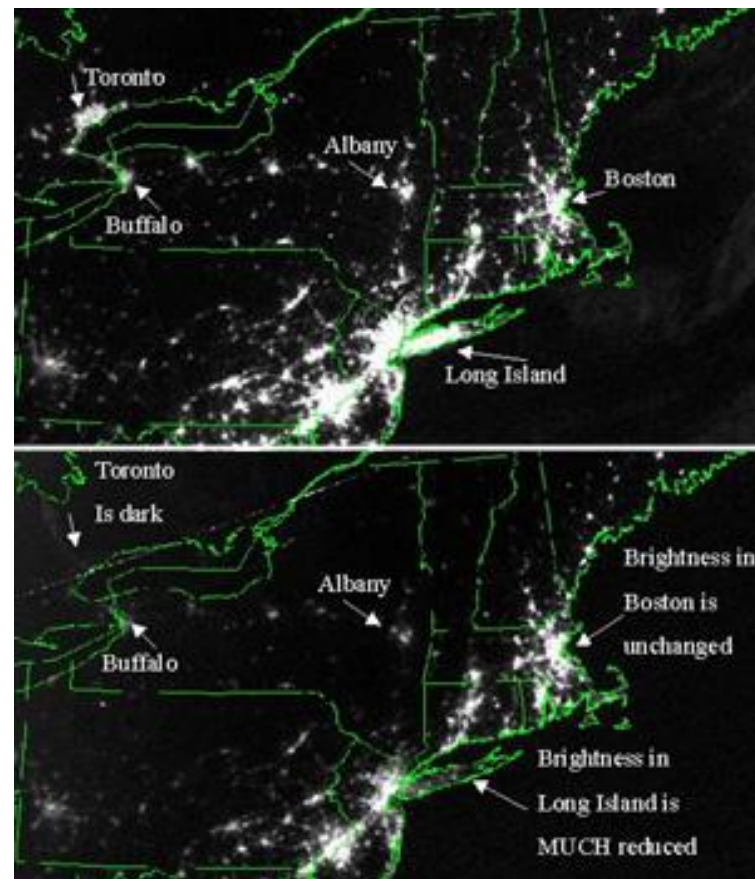 Toronto
Albany
Boston
Buffalo
Long Island
Toronto
Is dark
Albany
Brightness in
Boston is
unchanged
Buffalo
Brightness in
Long Island is
MUCH reduced